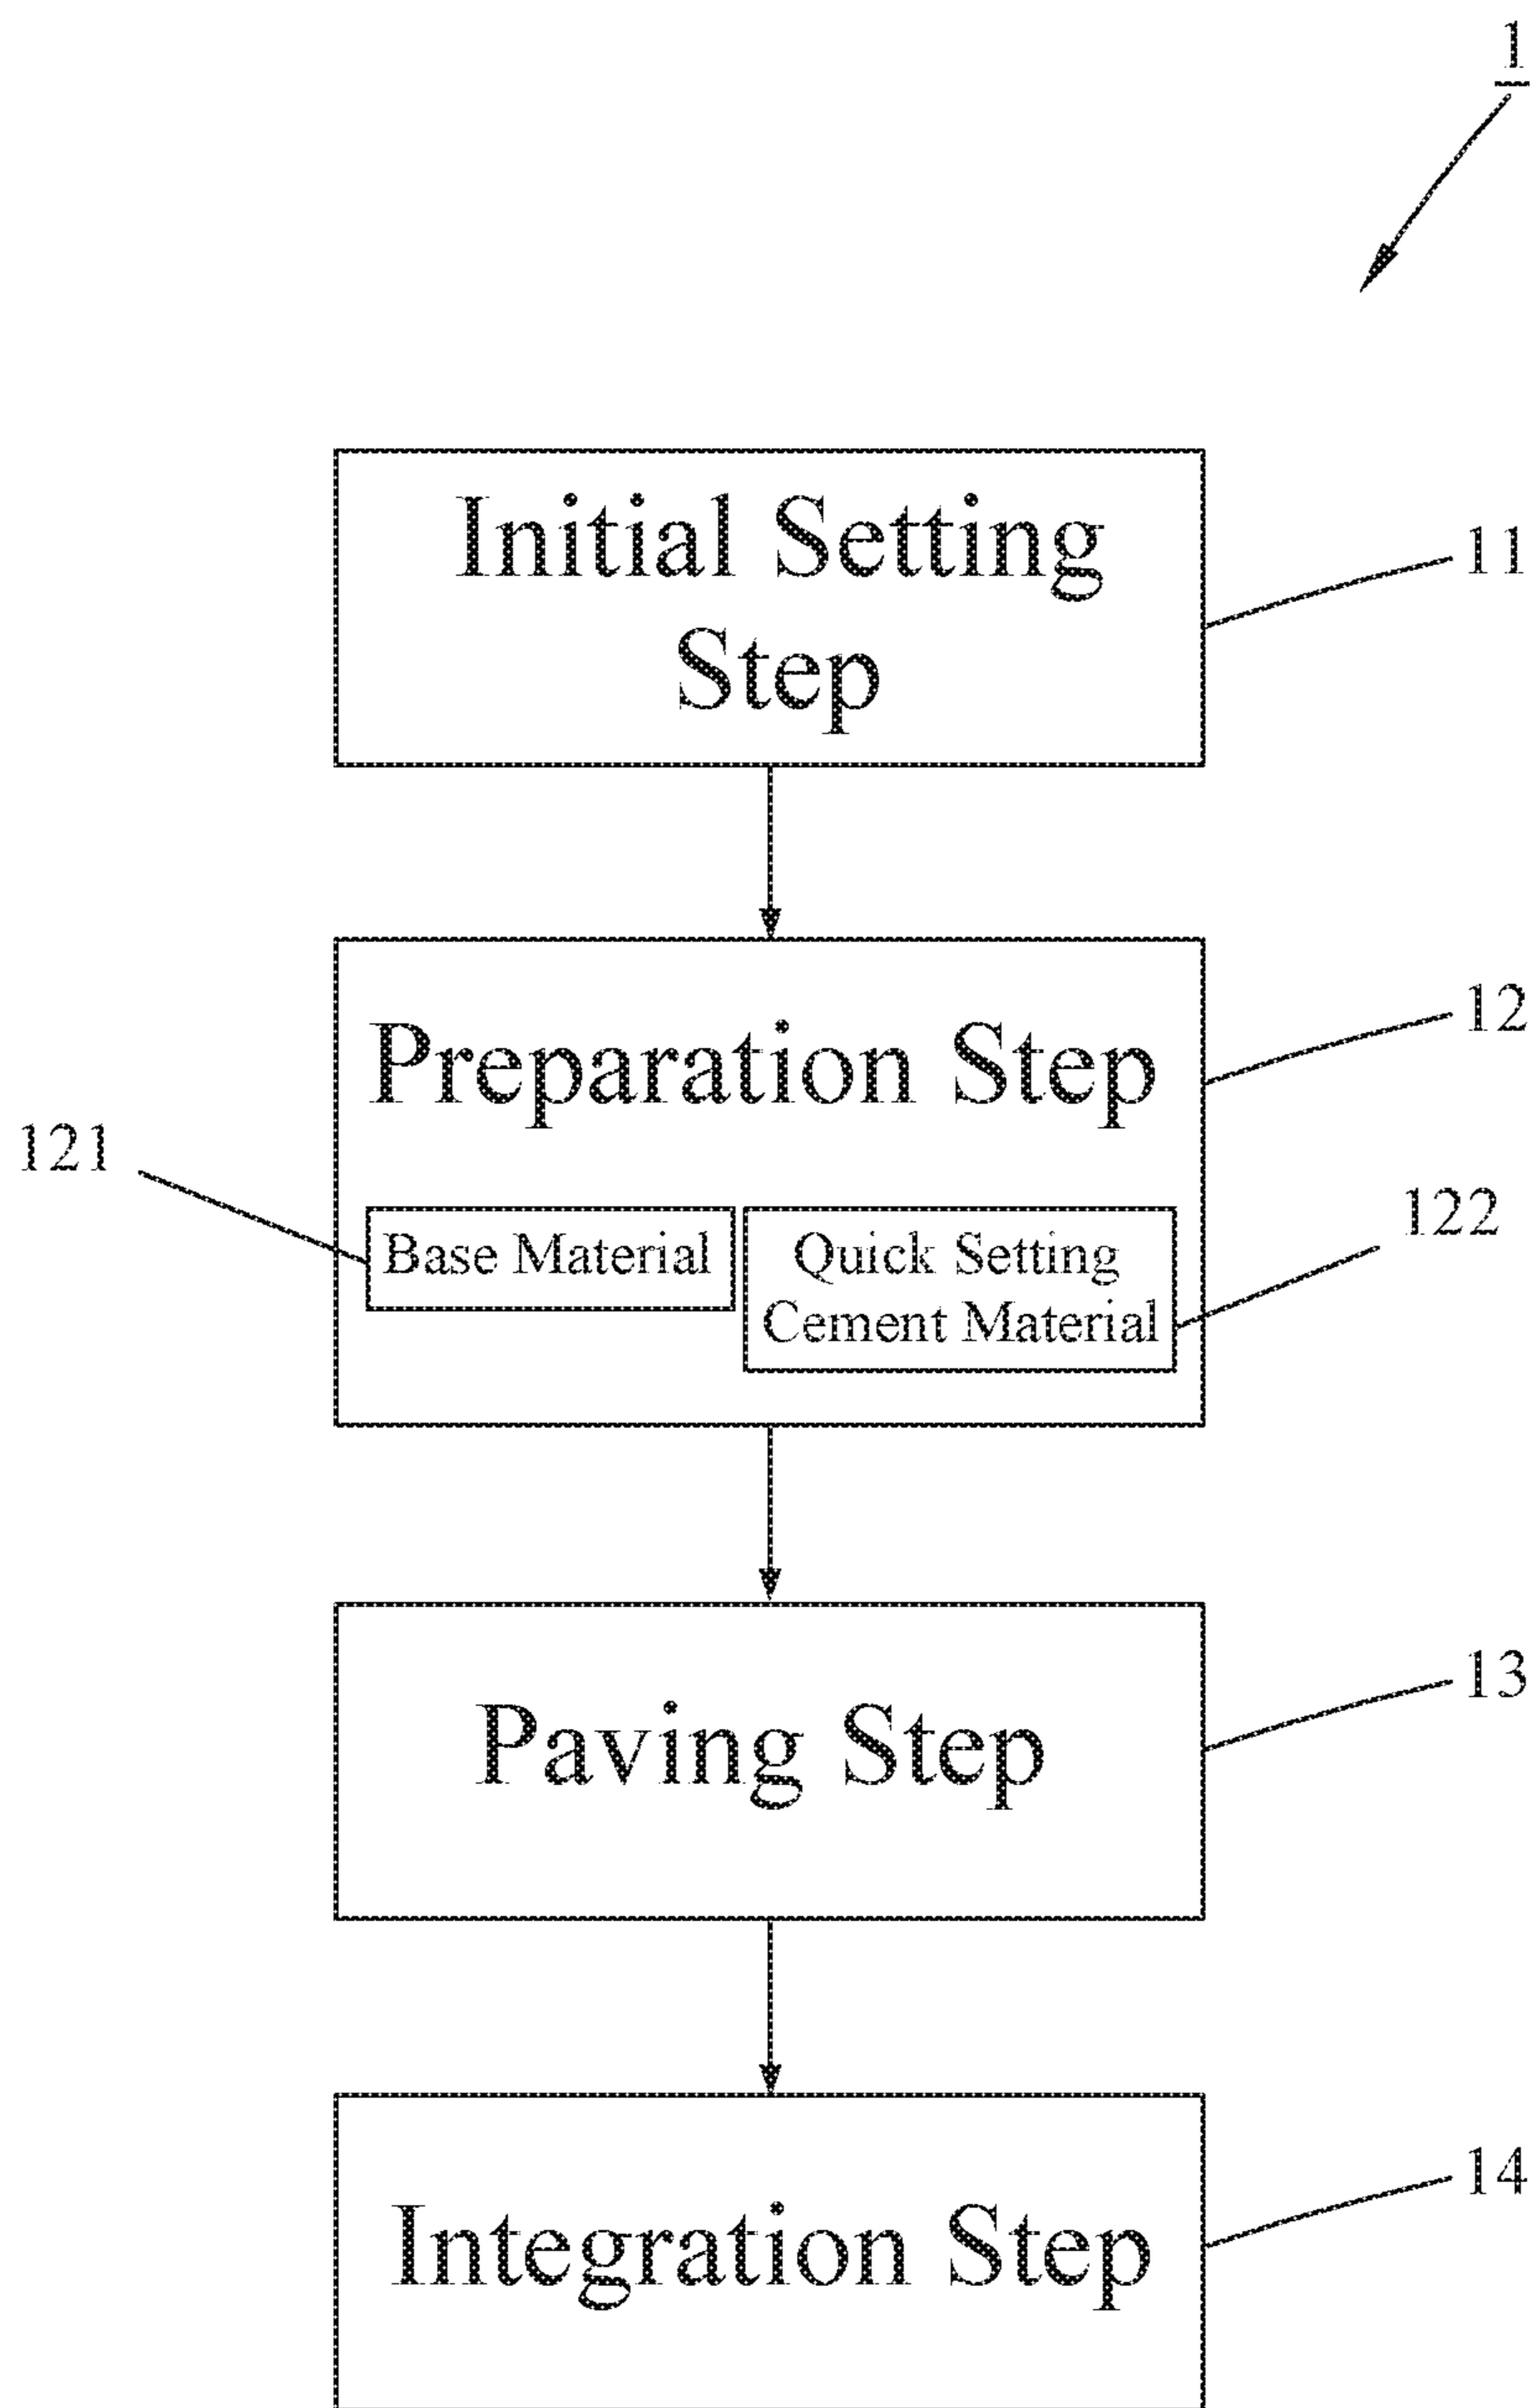 1
Initial Setting
Step
11
Preparation Step
12
121
Base Material
Quick Setting
Cement Material
122
Paving Step
13
Integration Step
14